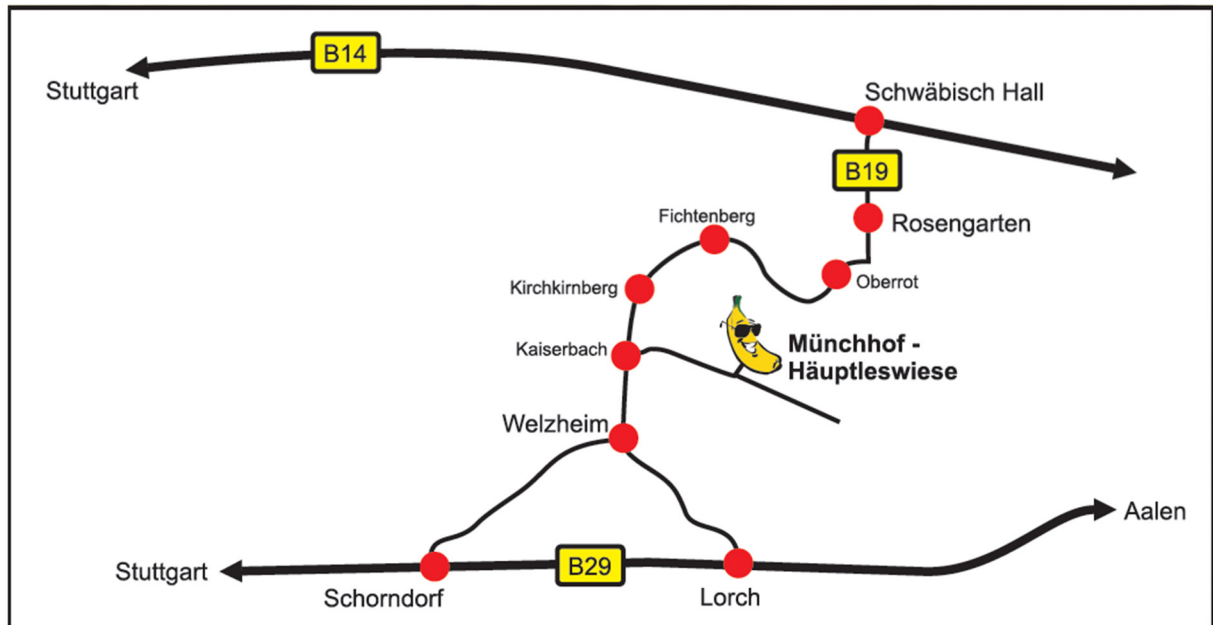 B14
Stuttgart
Schwäbisch Hall
B19
Fichtenberg
Rosengarten
Oberrot
Kirchkirnberg
Münchhof -
Häuptleswiese
Kaiserbach
Welzheim
Aalen
Stuttgart
B29
Schorndorf
Lorch